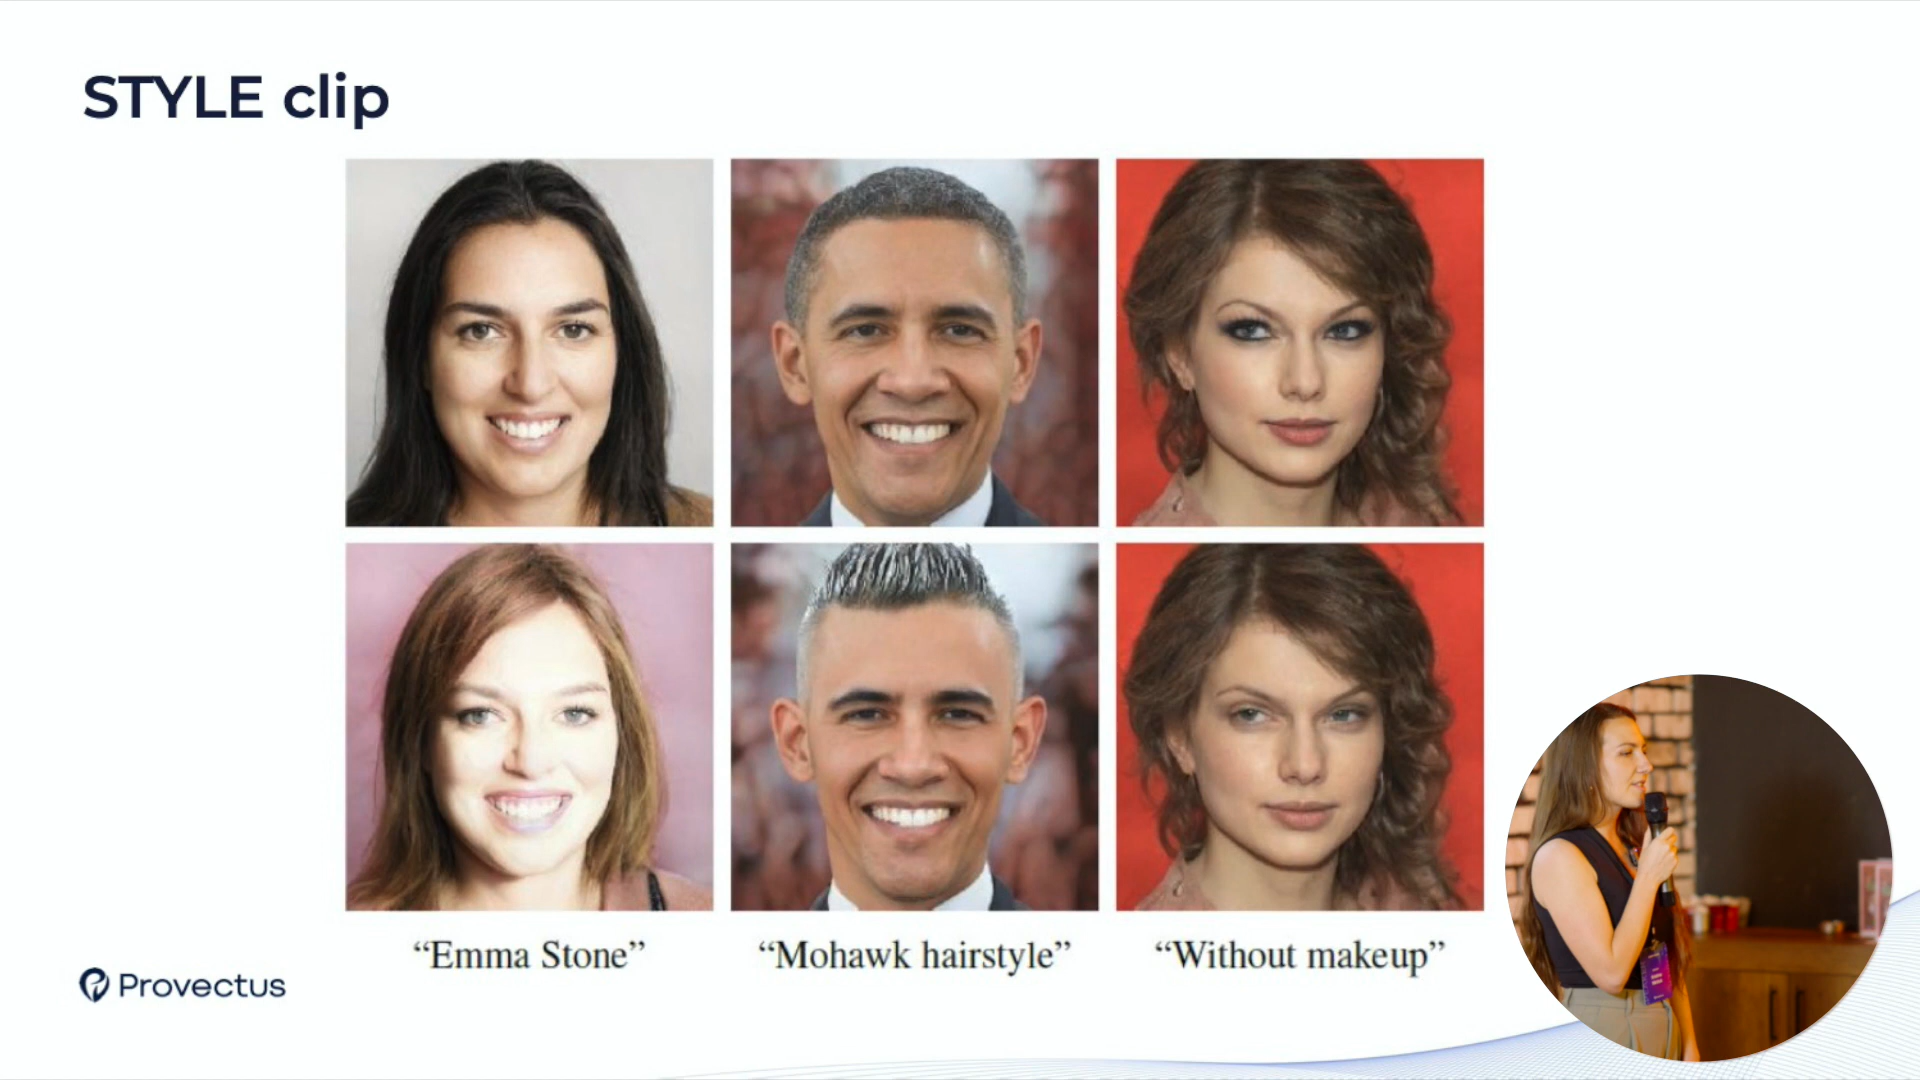 STYLE clip
“Emma Stone”
“Mohawk hairstyle”
“Without makeup”
Provectus